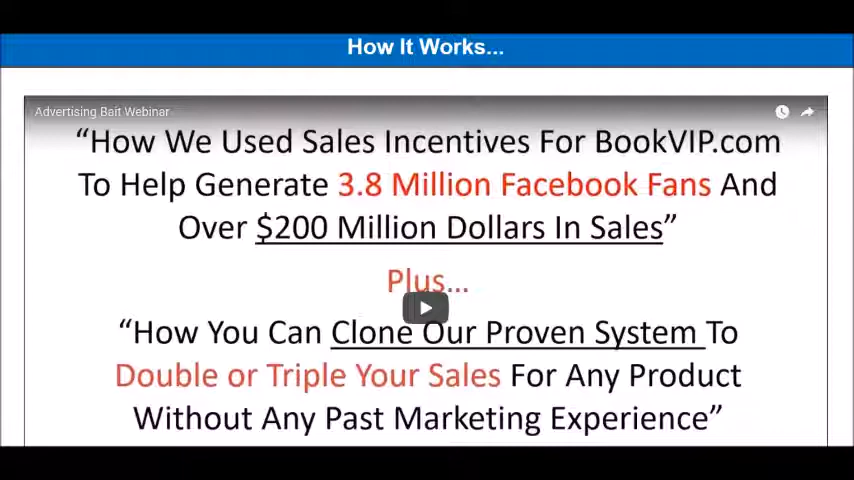 How It Works...
Advertising Bait Webinar
“How We Used Sales Incentives For BookVIP.com
To Help Generate 3.8 Million Facebook Fans And
Over $200 Million Dollars In Sales”
Plus...
“How You Can Clone Our Proven System To
Double or Triple Your Sales For Any Product
Without Any Past Marketing Experience”